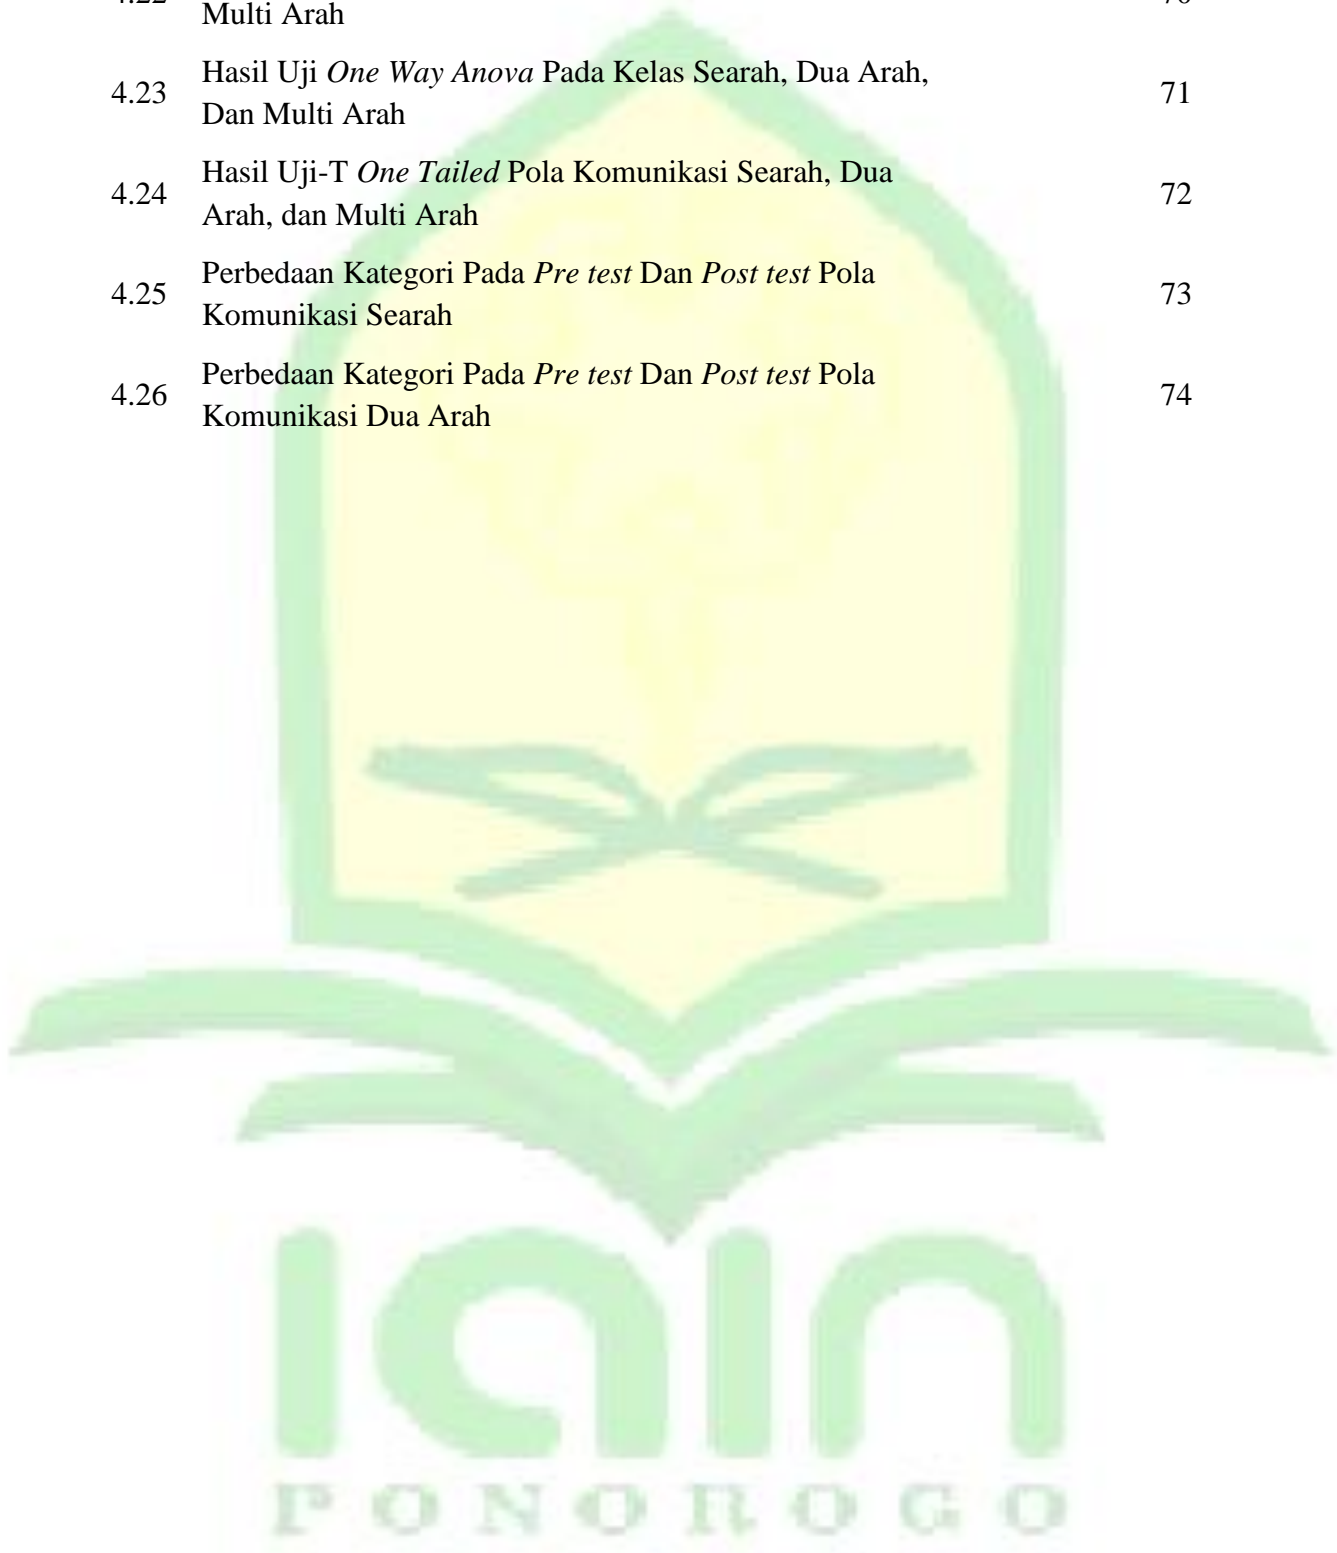 Multi Arah
4.23 Hasil Uji One Way Anova Pada Kelas Searah, Dua Arah, 71
Dan Multi Arah
4.24 Hasil Uji-T One Tailed Pola Komunikasi Searah, Dua 72
Arah, dan Multi Arah
4.25 Perbedaan Kategori Pada Pre test Dan Post test Pola 73
Komunikasi Searah
4.26 Perbedaan Kategori Pada Pre test Dan Post test Pola 74
Komunikasi Dua Arah
iain
PONOROGO